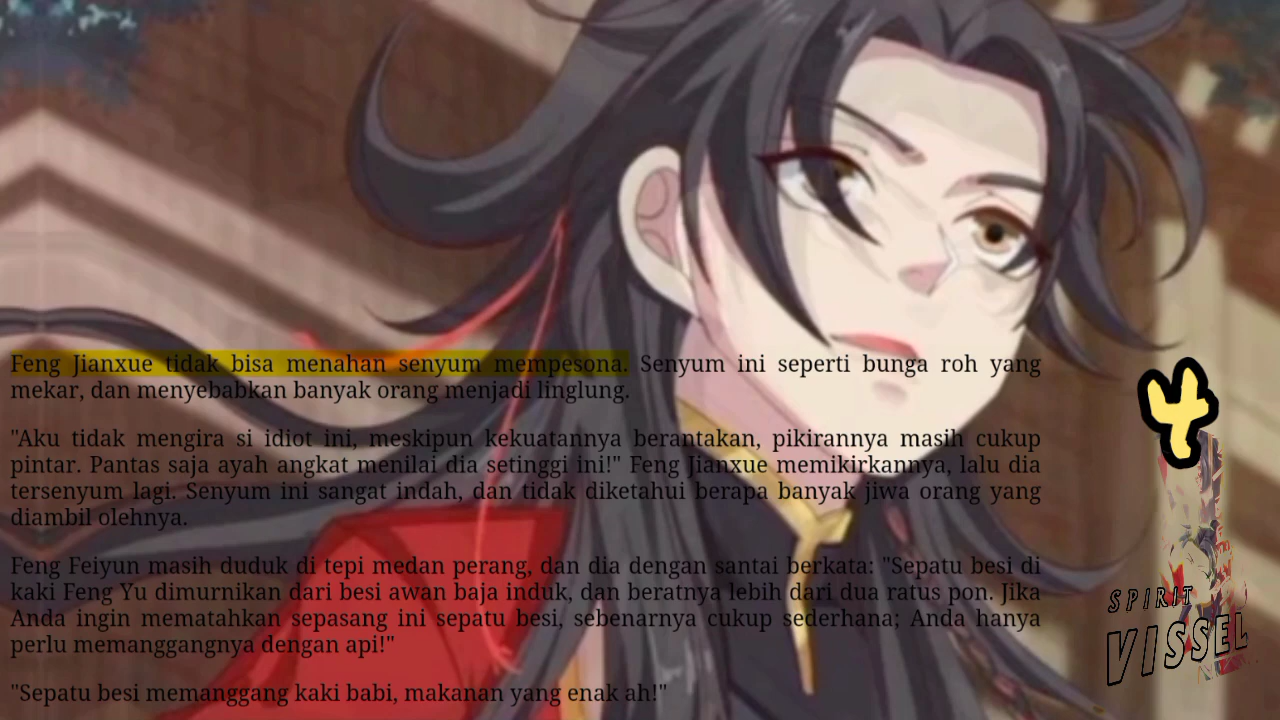 Feng Jianxue tidak bisa menahan senyum mempesona. Senyum ini seperti bunga roh yang
mekar, dan menyebabkan banyak orang menjadi linglung.
"Aku tidak mengira si idiot ini, meskipun kekuatannya berantakan, pikirannya masih cukup
pintar. Pantas saja ayah angkat menilai dia setinggi ini!" Feng Jianxue memikirkannya, lalu dia
tersenyum lagi. Senyum ini sangat indah, dan tidak diketahui berapa banyak jiwa orang yang
diambil olehnya.
Feng Feiyun masih duduk di tepi medan perang, dan dia dengan santai berkata: "Sepatu besi di
kaki Feng Yu dimurnikan dari besi awan baja induk, dan beratnya lebih dari dua ratus pon. Jika
Anda ingin mematahkan sepasang ini sepatu besi, sebenarnya cukup sederhana; Anda hanya
perlu memanggangnya dengan api!"
"Sepatu besi memanggang kaki babi, makanan yang enak ah!"
4
SPIRIT
VISSEL